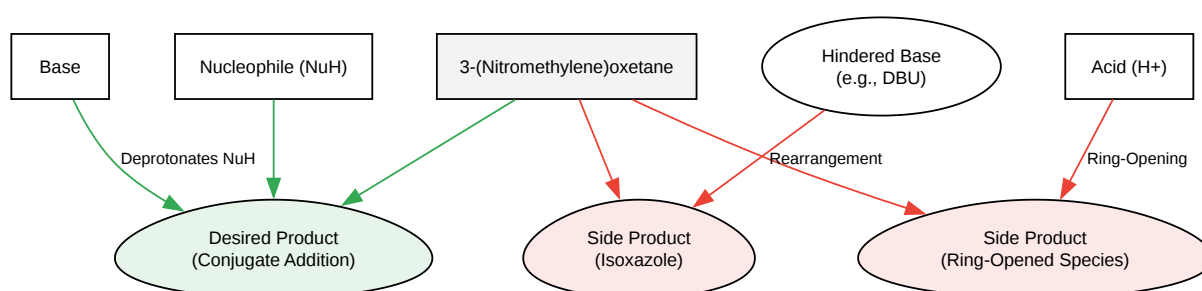 Base
Nucleophile (NuH)
3-(Nitromethylene)oxetane
Hindered Base
(e.g., DBU)
Acid (H+)
Deprotonates NuH
Rearrangement
Ring-Opening
Desired Product
(Conjugate Addition)
Side Product
(Isoxazole)
Side Product
(Ring-Opened Species)